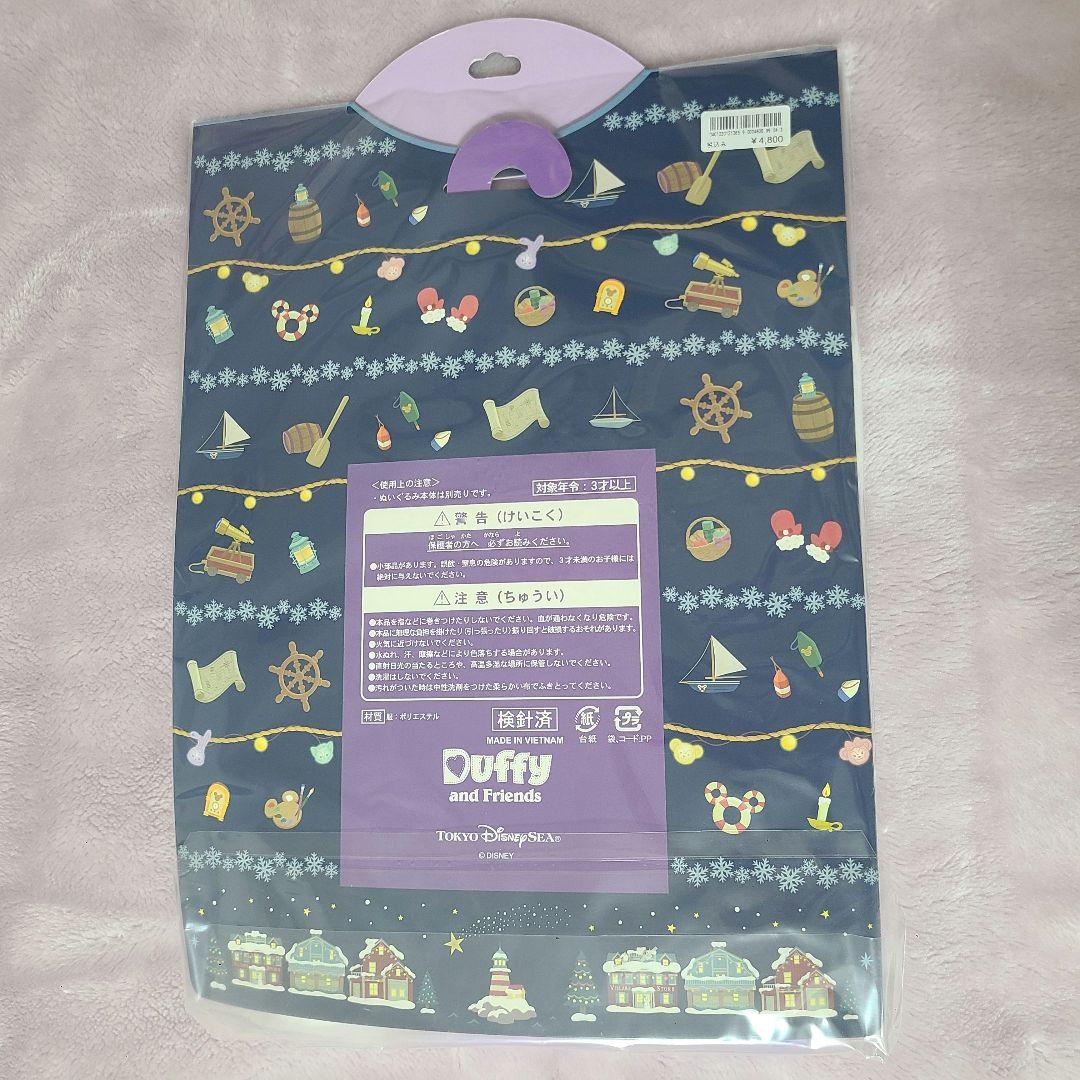 税込み ¥4,800
<使用上の注意>
・ぬいぐるみ本体は別売りです。
対象年令：3才以上
⚠警告（けいこく）
保護者の方へ 必ずお読みください。
●小部品があります。誤飲・窒息の危険がありますので、3才未満のお子様には
絶対に与えないでください。
⚠注意（ちゅうい）
●本品を指などに巻きつけたりしないでください。血が通わなくなり危険です。
●本品に無理な負担を掛けたり（引っ張ったり）振り回すと破損するおそれがあります。
●火気に近づけないでください。
●水ぬれ、汗、摩擦などにより色落ちする場合があります。
●直射日光の当たるところや、高温多湿な場所に保管しないでください。
●洗濯はしないでください。
●汚れがついた時は中性洗剤をつけた柔らかい布でふきとってください。
材質 服：ポリエステル
検針済
紙
プラ
MADE IN VIETNAM
台紙
袋、コード:PP
Duffy
and Friends
TOKYO DISNEYSEA®
© DISNEY
VILLAGE STORE